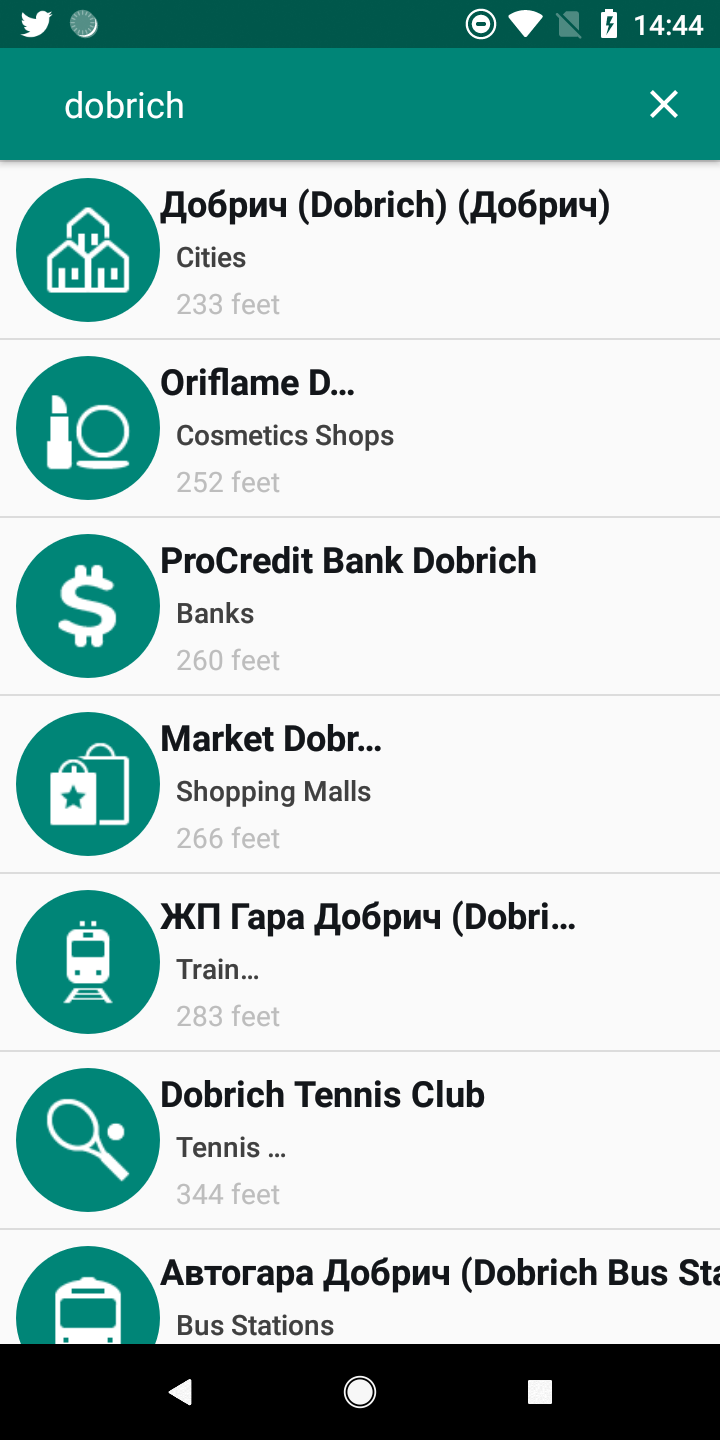 14:44
dobrich
Добрич (Dobrich) (Добрич)
Cities
233 feet
Oriflame D...
Cosmetics Shops
252 feet
ProCredit Bank Dobrich
Banks
260 feet
Market Dobr...
Shopping Malls
266 feet
ЖП Гара Добрич (Dobri...
Train...
283 feet
Dobrich Tennis Club
Tennis ...
344 feet
Автогара Добрич (Dobrich Bus Sta
Bus Stations